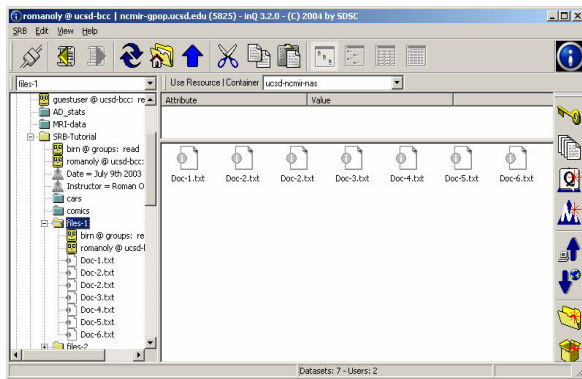 romanoly @ ucsd-bcc | ncmir-gpop.ucsd.edu (5825) - inQ 3.2.0 - (C) 2004 by SDSC
SRB Edit View Help
files-1
Use Resource | Container ucsd-ncmir-nas
guestuser @ ucsd-bcc: re
AD_stats
MRI-data
SRB-Tutorial
birn @ groups: read
romanoly @ ucsd-bcc:
Date = July 9th 2003
Instructor = Roman O
cars
comics
files-1
birn @ groups: re
romanoly @ ucsd-l
Doc-1.txt
Doc-2.txt
Doc-2.txt
Doc-3.txt
Doc-4.txt
Doc-5.txt
Doc-6.txt
files-2
Attribute Value
Doc-1.txt Doc-2.txt Doc-2.txt Doc-3.txt Doc-4.txt Doc-5.txt Doc-6.txt
Datasets: 7 - Users: 2